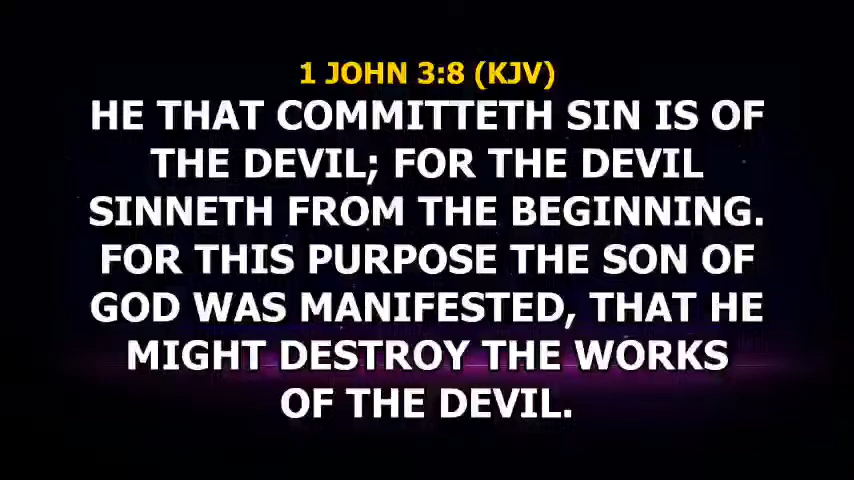 1 JOHN 3:8 (KJV)
HE THAT COMMITTETH SIN IS OF
THE DEVIL; FOR THE DEVIL
SINNETH FROM THE BEGINNING.
FOR THIS PURPOSE THE SON OF
GOD WAS MANIFESTED, THAT HE
MIGHT DESTROY THE WORKS
OF THE DEVIL.